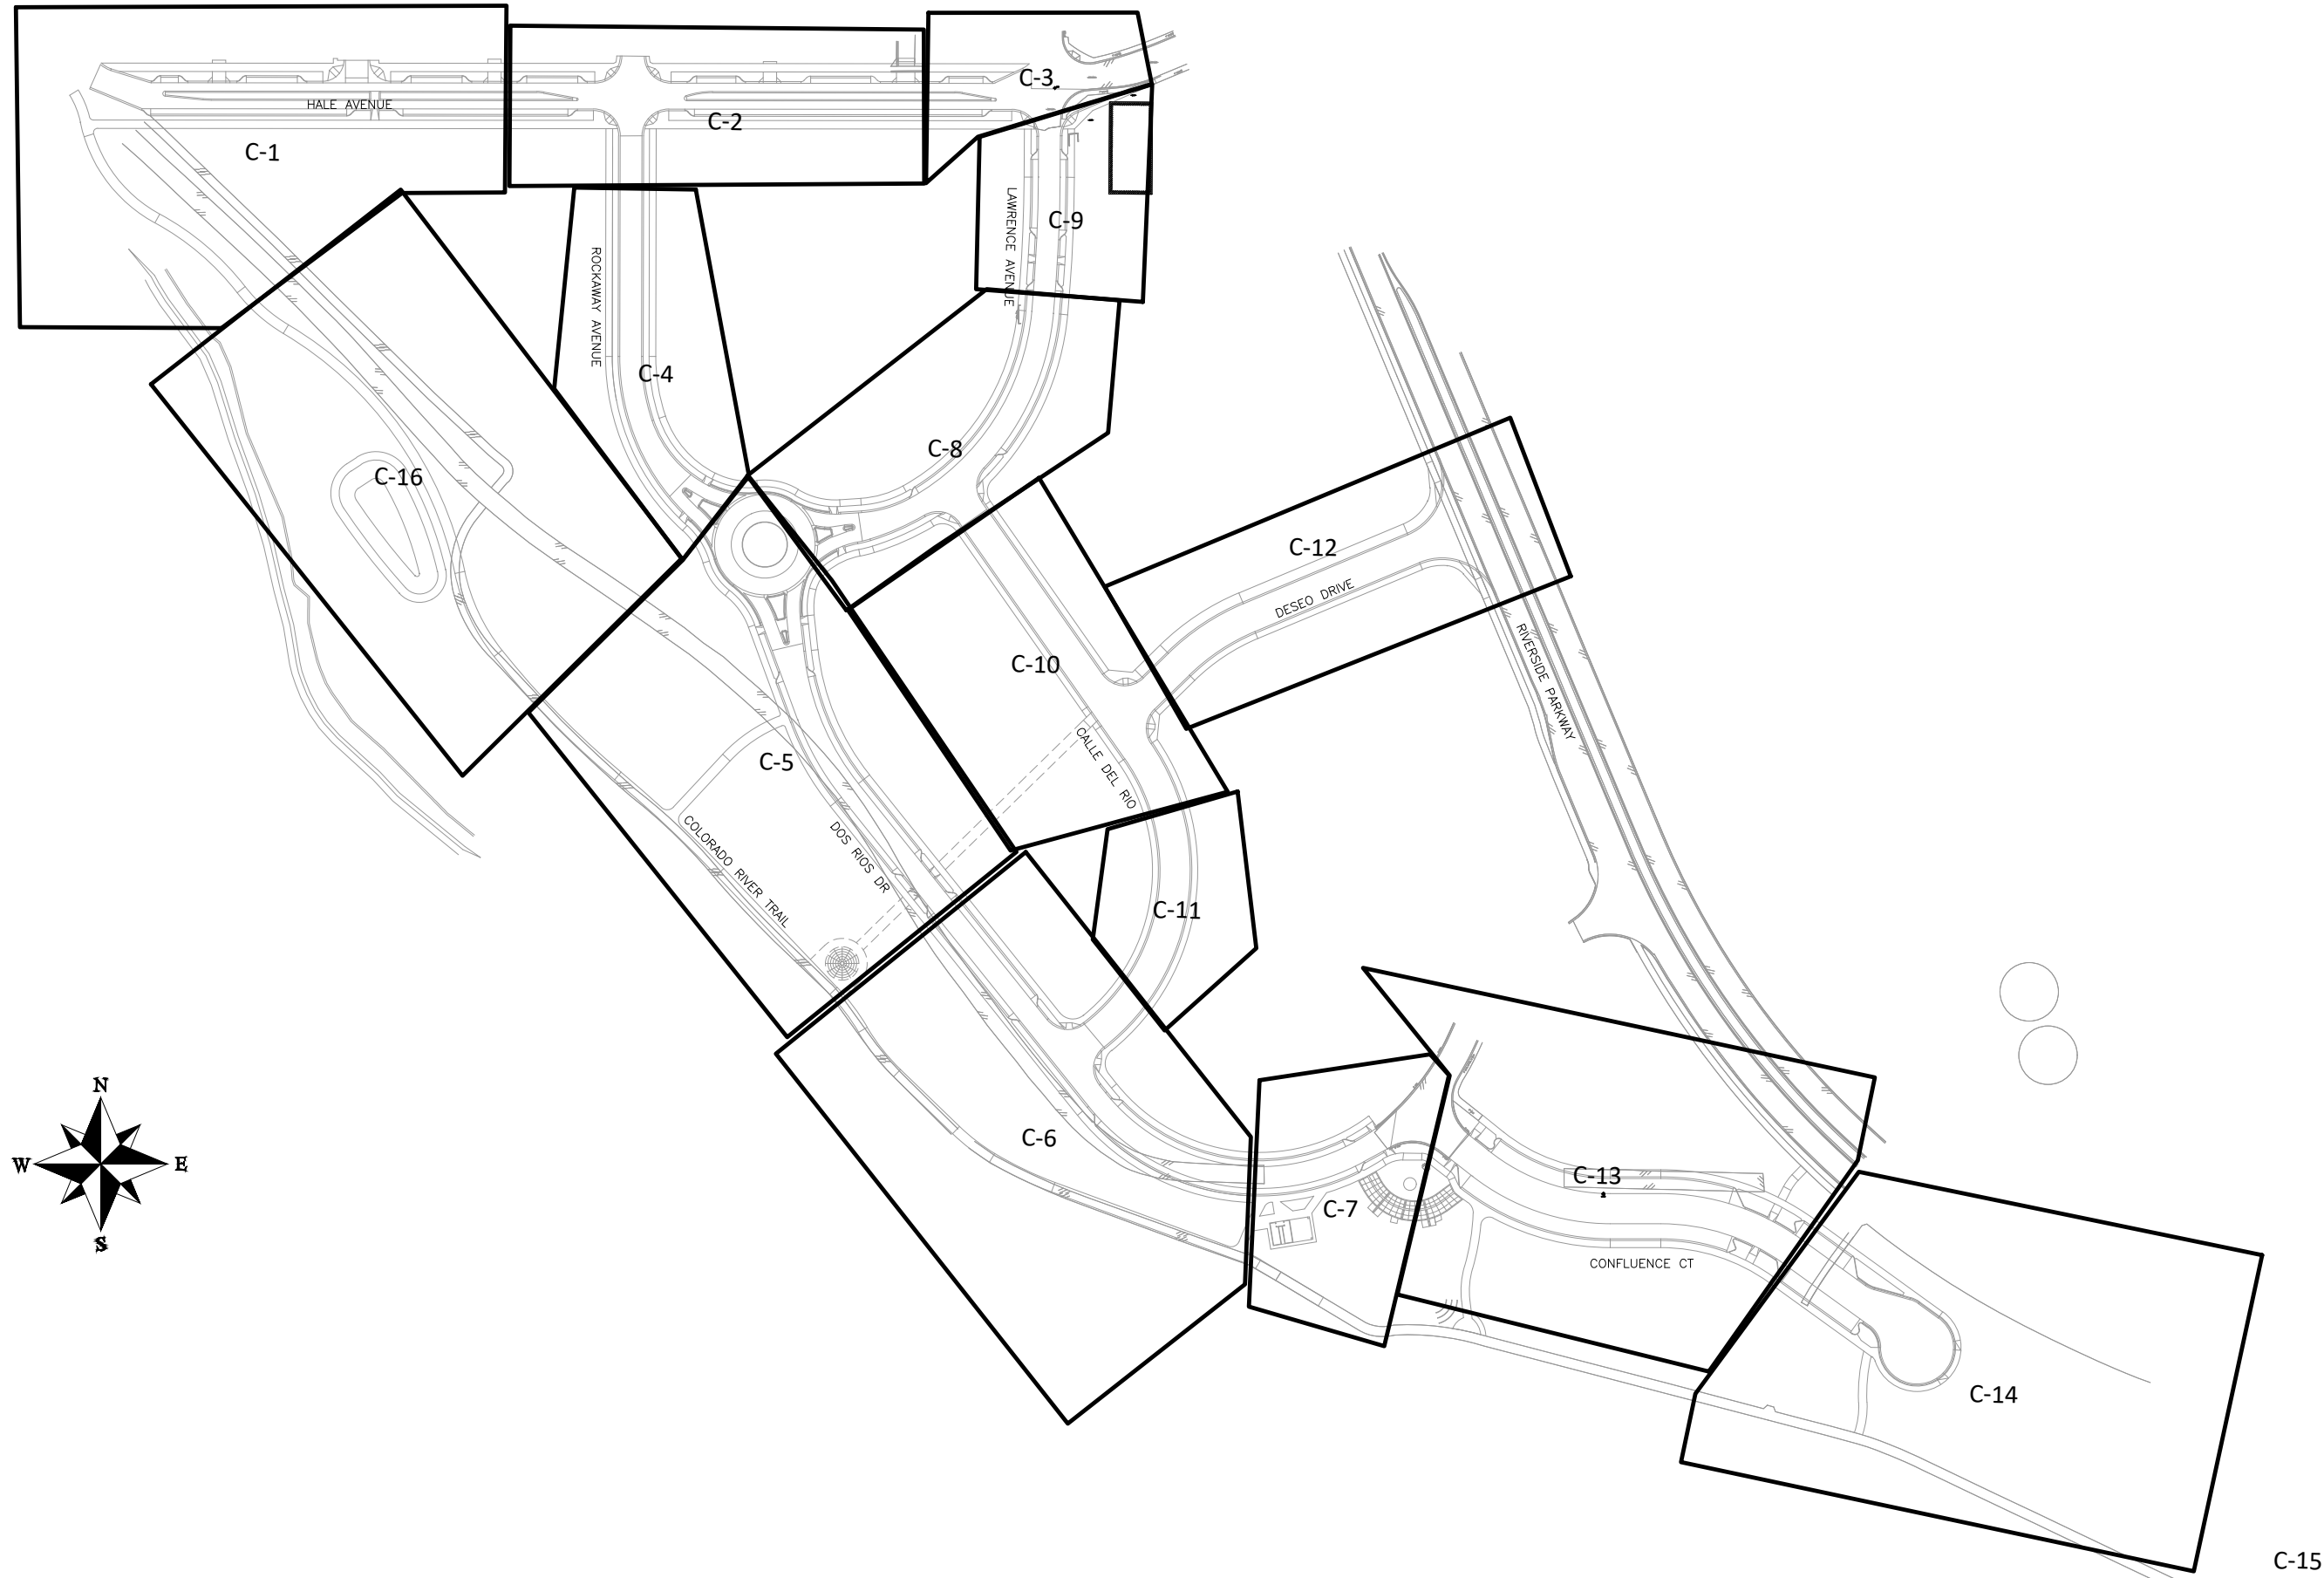 C-3
HALE AVENUE
C-2
C-1
LAWRENCE AVENUE
C-9
ROCKAWAY AVENUE
C-4
C-8
C-16
C-12
DESEO DRIVE
RIVERSIDE PARKWAY
C-10
CALLE DEL RIO
C-5
COLORADO RIVER TRAIL
DOS RIOS DR
C-11
N
W
E
S
C-6
C-13
C-7
CONFLUENCE CT
C-14
C-15